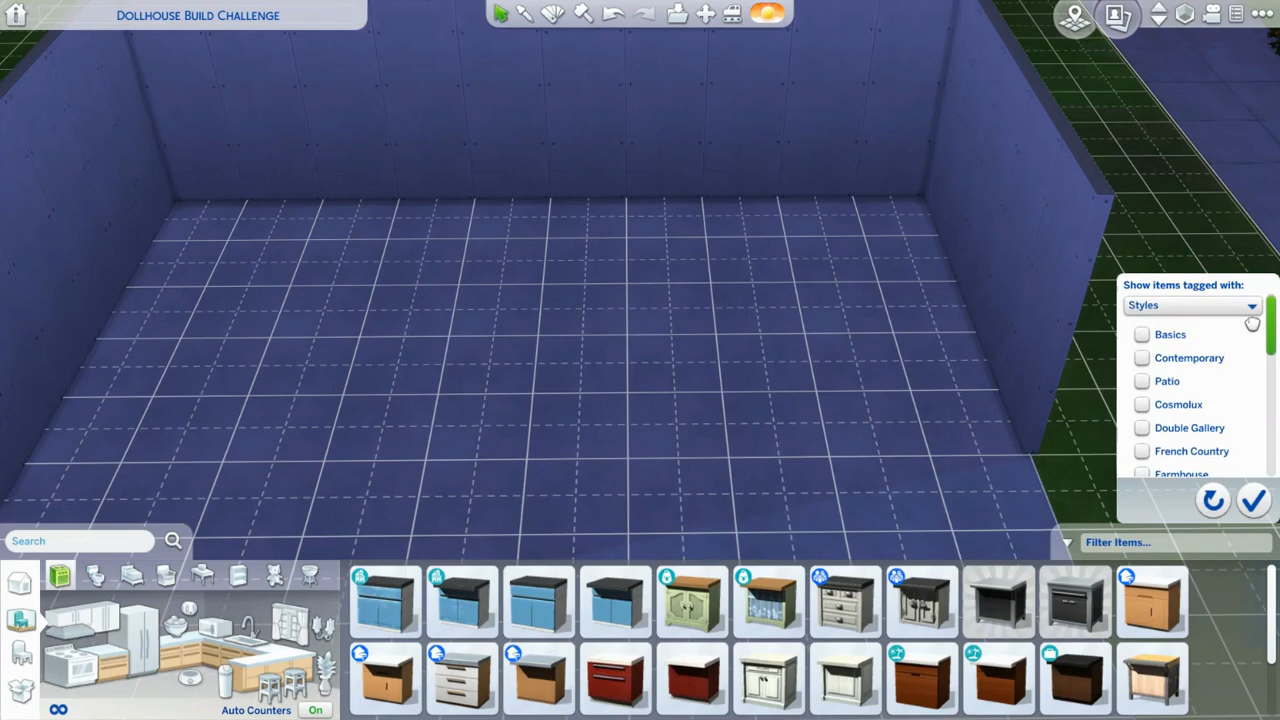 Dollhouse Build Challenge
Show items tagged with:
Styles
Basics
Contemporary
Patio
Cosmolux
Double Gallery
French Country
Farmhouse
Search
Filter Items...
Auto Counters On